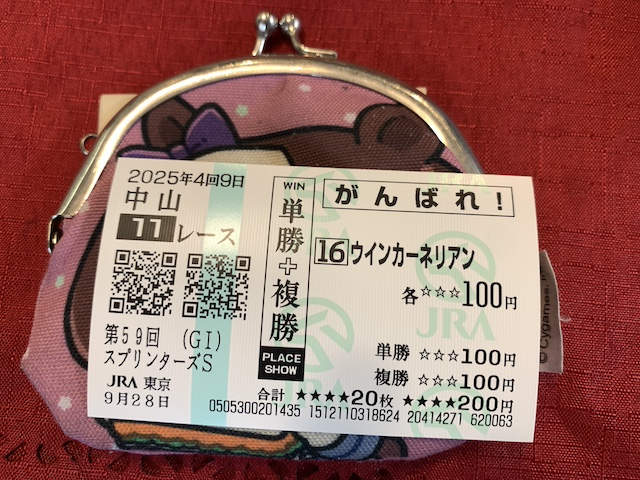 2025年4回9日
中山
11レース
第59回 (GI)
スプリンターズS
JRA 東京
9月28日
WIN
単勝+複勝
PLACE
SHOW
がんばれ!
16ウインカーネリアン
各☆☆☆100円
JRA
単勝 ☆☆☆100円
複勝 ☆☆☆100円
JRA
合計 ★★★★20枚 ★★★★200円
0505300201435 1512110318624 20414271 620063
©Cygames, I